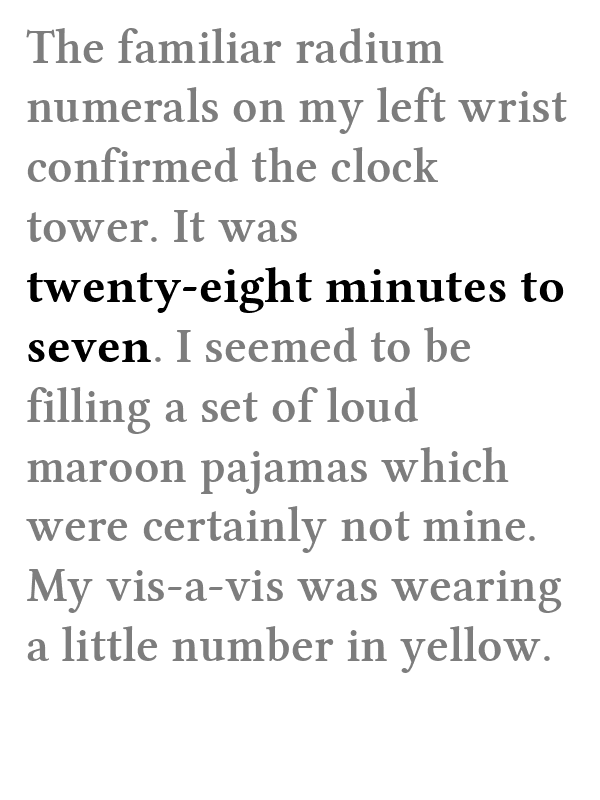 The familiar radium
numerals on my left wrist
confirmed the clock
tower. It was
twenty-eight minutes to
seven. I seemed to be
filling a set of loud
maroon pajamas which
were certainly not mine.
My vis-a-vis was wearing
a little number in yellow.